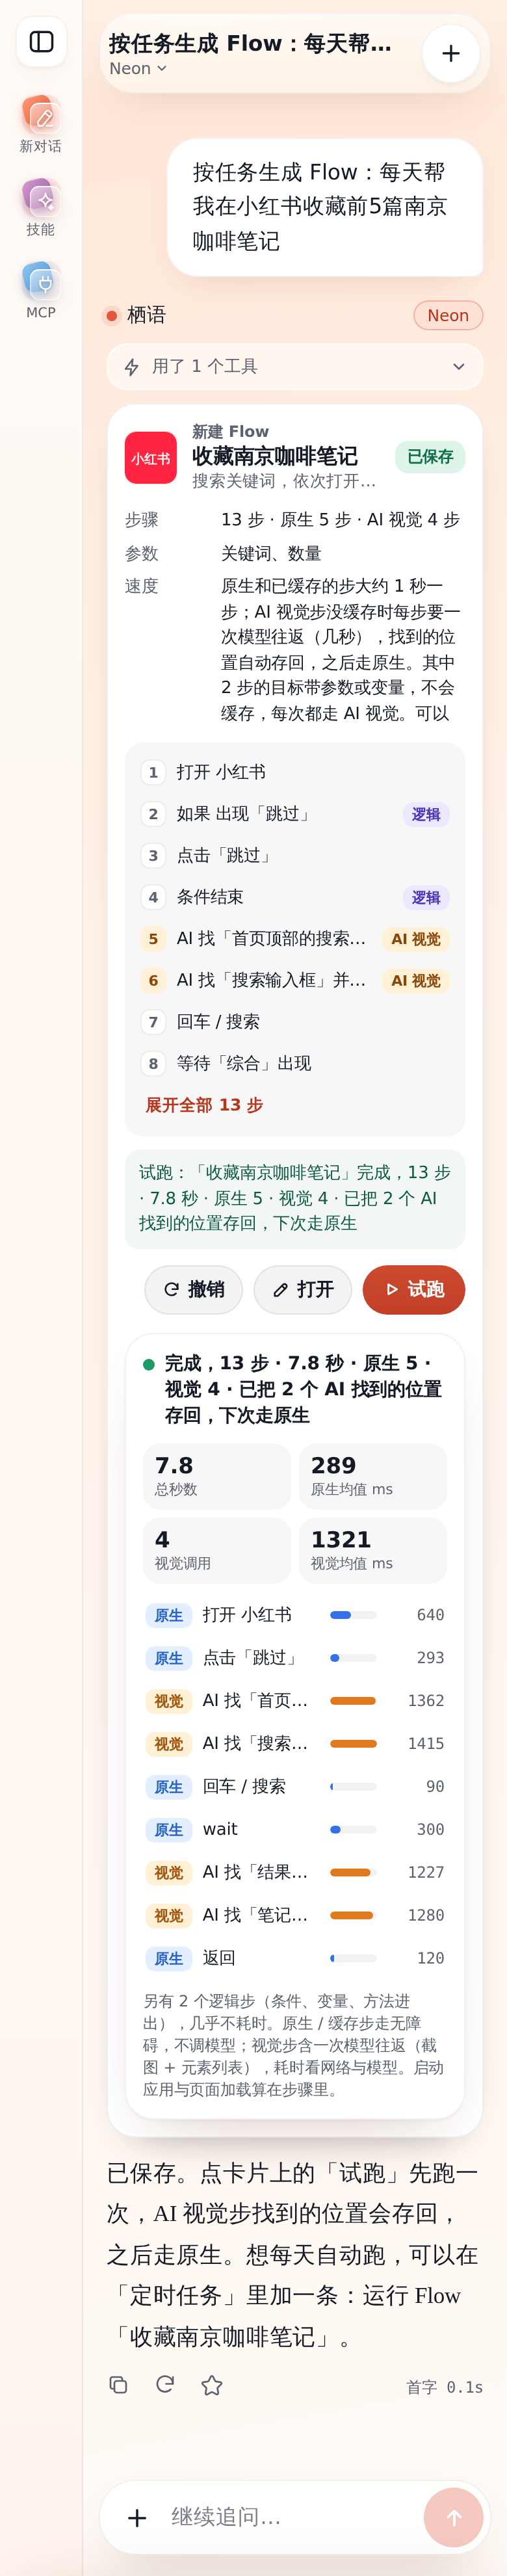 按任务生成 Flow：每天帮…
Neon
新对话
技能
MCP
按任务生成 Flow：每天帮
我在小红书收藏前5篇南京
咖啡笔记
栖语
Neon
用了 1 个工具
小红书
新建 Flow
收藏南京咖啡笔记
搜索关键词，依次打开…
已保存
步骤
13 步 · 原生 5 步 · AI 视觉 4 步
参数
关键词、数量
速度
原生和已缓存的步大约 1 秒一
步；AI 视觉步没缓存时每步要一
次模型往返（几秒），找到的位
置自动存回，之后走原生。其中
2 步的目标带参数或变量，不会
缓存，每次都走 AI 视觉。可以
1 打开 小红书
2 如果 出现「跳过」 逻辑
3 点击「跳过」
4 条件结束 逻辑
5 AI 找「首页顶部的搜索… AI 视觉
6 AI 找「搜索输入框」并… AI 视觉
7 回车 / 搜索
8 等待「综合」出现
展开全部 13 步
试跑：「收藏南京咖啡笔记」完成，13 步
· 7.8 秒 · 原生 5 · 视觉 4 · 已把 2 个 AI
找到的位置存回，下次走原生
撤销
打开
试跑
完成，13 步 · 7.8 秒 · 原生 5 ·
视觉 4 · 已把 2 个 AI 找到的位置
存回，下次走原生
7.8
总秒数
289
原生均值 ms
4
视觉调用
1321
视觉均值 ms
原生 打开 小红书 640
原生 点击「跳过」 293
视觉 AI 找「首页… 1362
视觉 AI 找「搜索… 1415
原生 回车 / 搜索 90
原生 wait 300
视觉 AI 找「结果… 1227
视觉 AI 找「笔记… 1280
原生 返回 120
另有 2 个逻辑步（条件、变量、方法进
出），几乎不耗时。原生 / 缓存步走无障
碍，不调模型；视觉步含一次模型往返（截
图 + 元素列表），耗时看网络与模型。启动
应用与页面加载算在步骤里。
已保存。点卡片上的「试跑」先跑一
次，AI 视觉步找到的位置会存回，
之后走原生。想每天自动跑，可以在
「定时任务」里加一条：运行 Flow
「收藏南京咖啡笔记」。
首字 0.1s
继续追问…